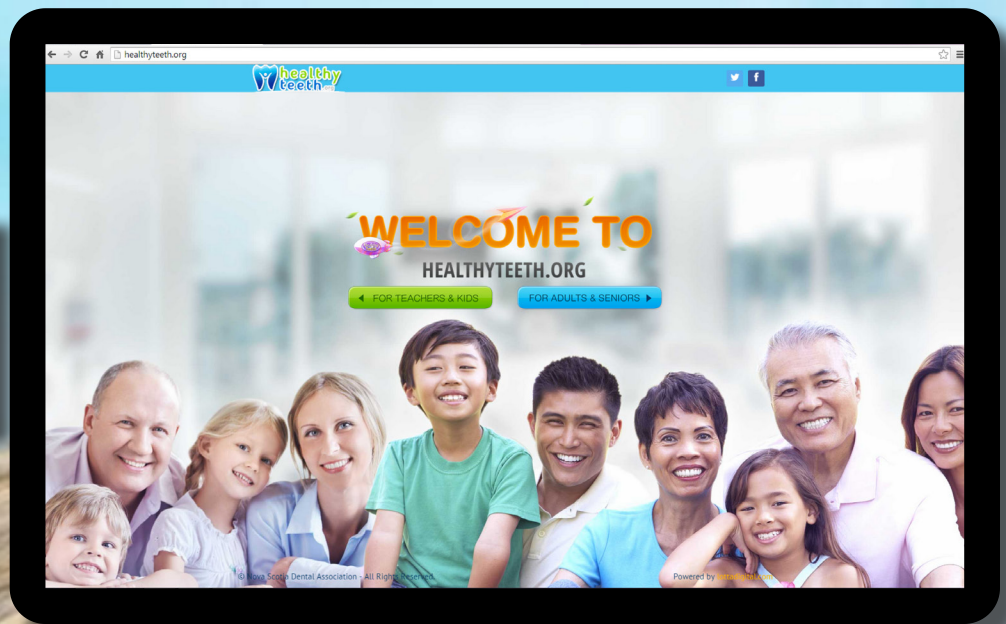 healthyteeth.org
healthy
teeth
WELCOME TO
HEALTHYTEETH.ORG
FOR TEACHERS & KIDS
FOR ADULTS & SENIORS
© Nova Scotia Dental Association - All Rights Reserved.
Powered by